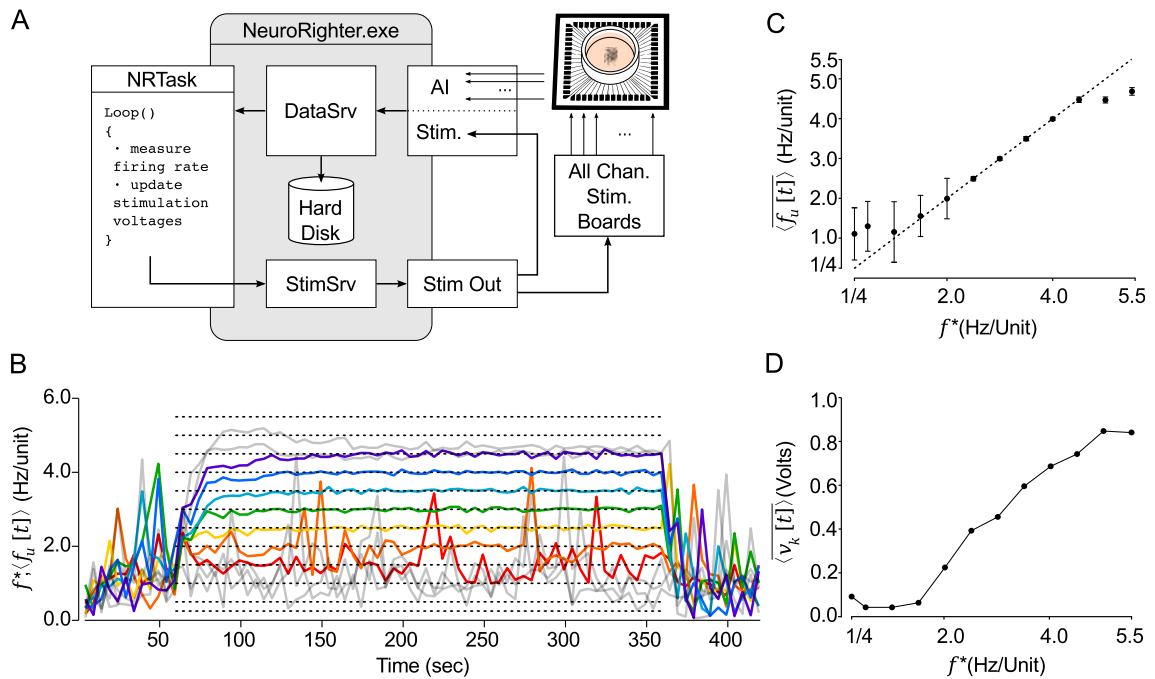 A
NeuroRighter.exe
NRTask
Loop()
{
• measure
firing rate
• update
stimulation
voltages
}
DataSrv
Hard
Disk
StimSrv
AI
...
Stim.
Stim Out
...
All Chan.
Stim.
Boards
B
f*;⟨f_u [t]⟩ (Hz/unit)
6.0
4.0
2.0
0.0
50
100
150
200
250
300
350
400
Time (sec)
C
⟨f_u [t]⟩ (Hz/unit)
5.5
5.0
4.0
3.0
2.0
1.0
1/4
1/4
2.0
4.0
5.5
f*(Hz/Unit)
D
⟨v_k [t]⟩(Volts)
1.0
0.8
0.6
0.4
0.2
0.0
1/4
2.0
4.0
5.5
f*(Hz/Unit)